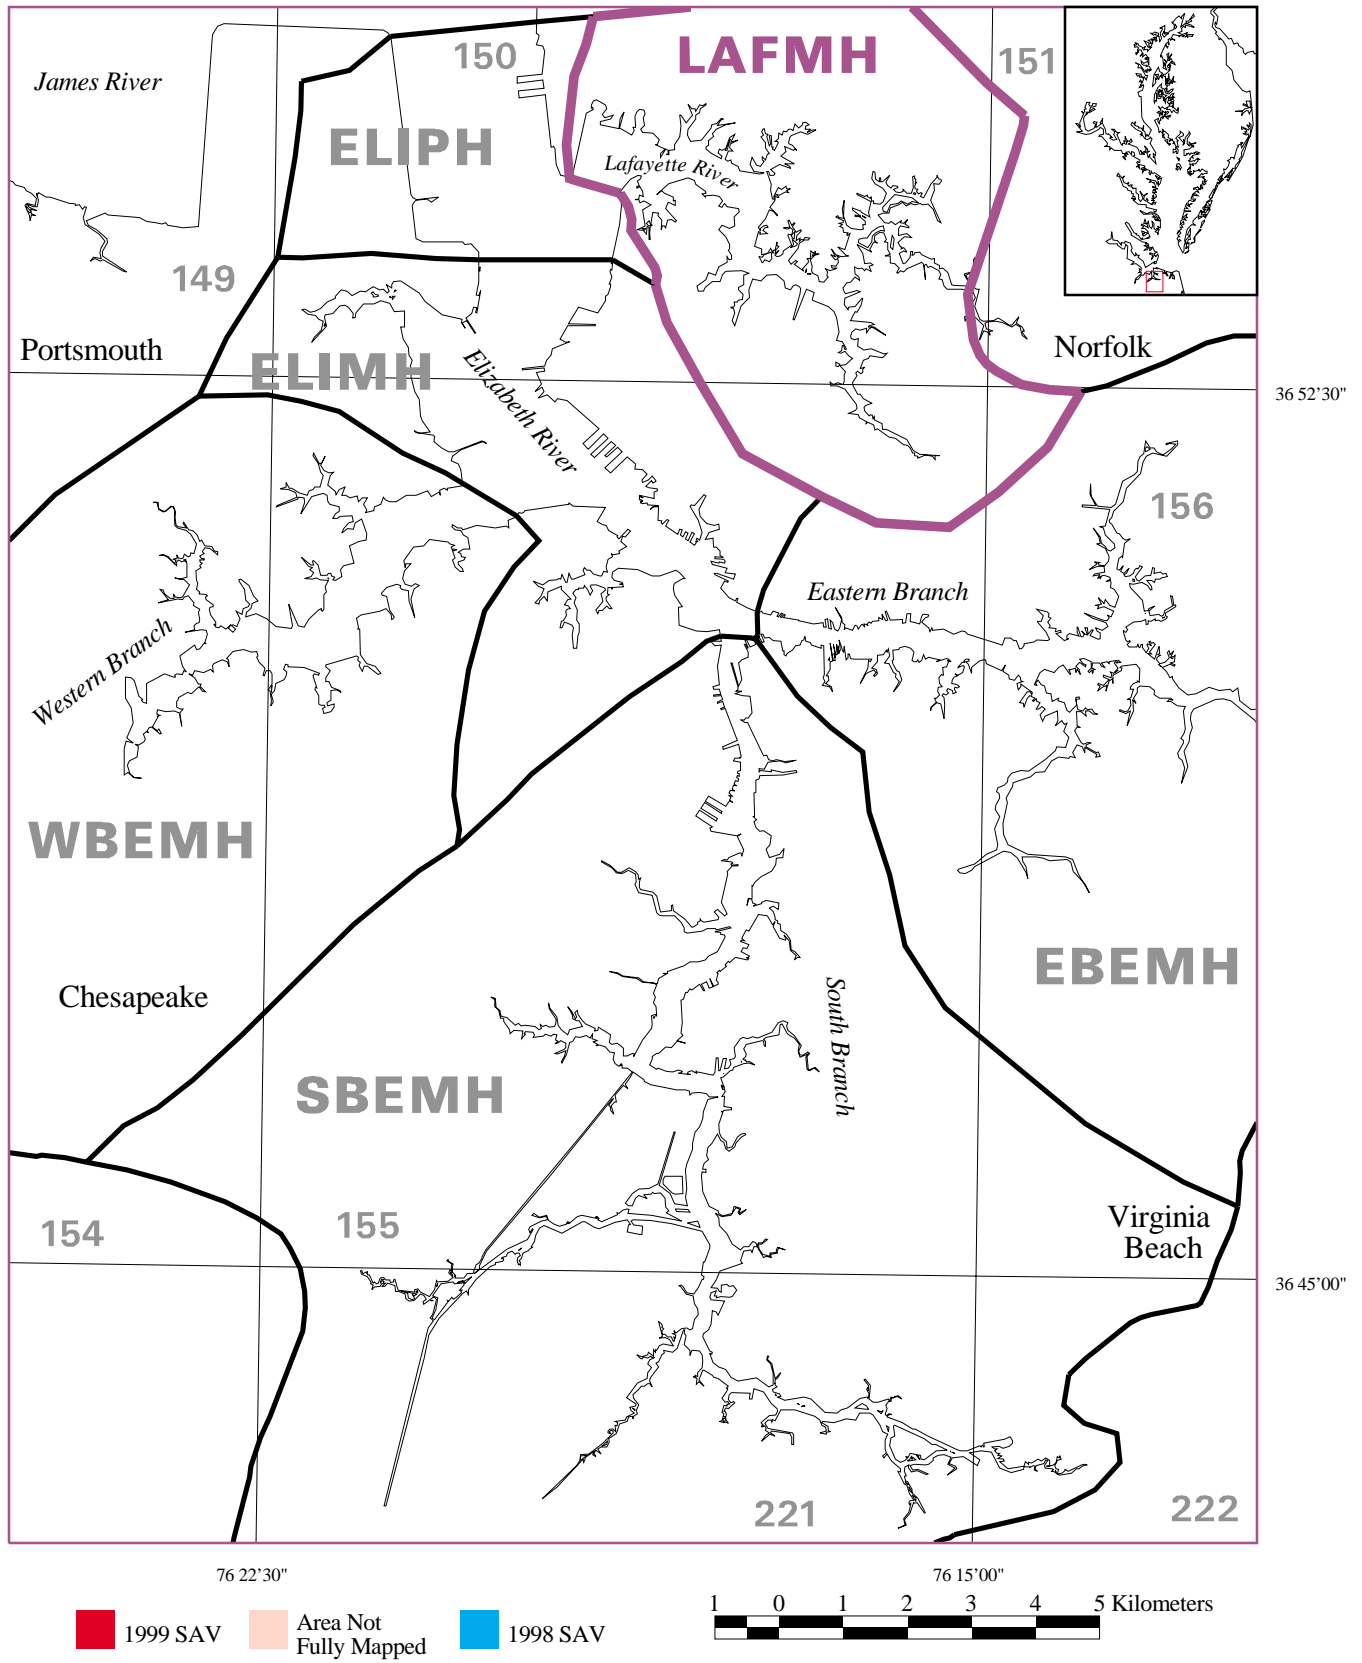 150
LAFMH
151
James River
ELIPH
Lafayette River
149
Portsmouth
ELIMH
Elizabeth River
Norfolk
36 52'30"
156
Eastern Branch
Western Branch
WBEMH
EBEMH
Chesapeake
South Branch
SBEMH
154
155
Virginia
Beach
36 45'00"
221
222
76 22'30"
76 15'00"
1 0 1 2 3 4 5 Kilometers
1999 SAV
Area Not
Fully Mapped
1998 SAV